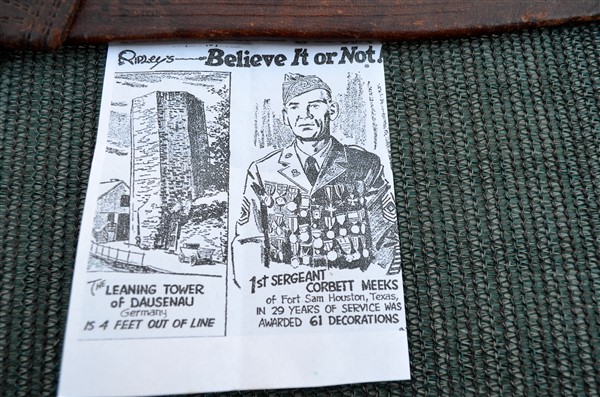 Ripley's Believe It or Not!
The LEANING TOWER
of DAUSENAU
Germany
IS 4 FEET OUT OF LINE
1ST SERGEANT
CORBETT MEEKS
of Fort Sam Houston, Texas,
IN 29 YEARS OF SERVICE WAS
AWARDED 61 DECORATIONS